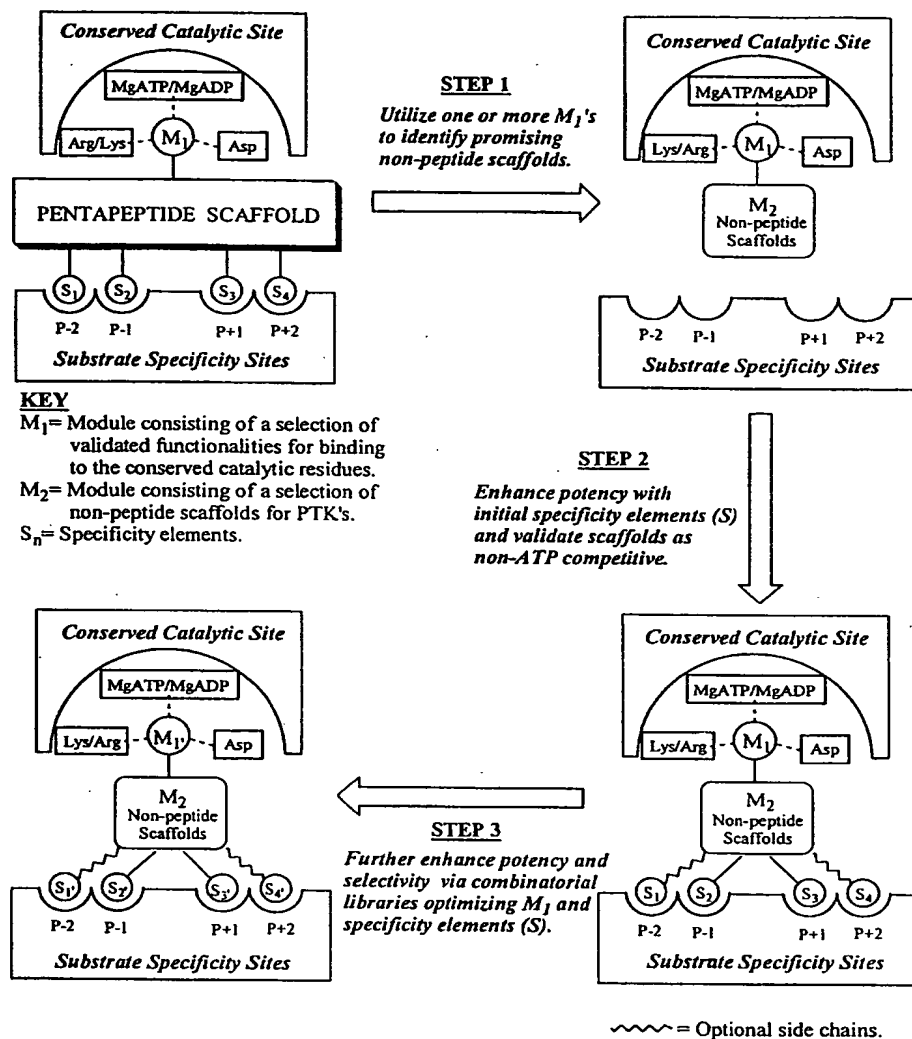 Conserved Catalytic Site
MgATP/MgADP
Arg/Lys
M1
Asp
PENTAPEPTIDE SCAFFOLD
S1
S2
S3
S4
P-2
P-1
P+1
P+2
Substrate Specificity Sites
STEP 1
Utilize one or more M1's
to identify promising
non-peptide scaffolds.
Conserved Catalytic Site
MgATP/MgADP
Lys/Arg
M1
Asp
M2
Non-peptide
Scaffolds
P-2
P-1
P+1
P+2
Substrate Specificity Sites
KEY
M1= Module consisting of a selection of
validated functionalities for binding
to the conserved catalytic residues.
M2= Module consisting of a selection of
non-peptide scaffolds for PTK's.
Sn= Specificity elements.
STEP 2
Enhance potency with
initial specificity elements (S)
and validate scaffolds as
non-ATP competitive.
Conserved Catalytic Site
MgATP/MgADP
Lys/Arg
M1'
Asp
M2
Non-peptide
Scaffolds
S1'
S2'
S3'
S4'
P-2
P-1
P+1
P+2
Substrate Specificity Sites
STEP 3
Further enhance potency and
selectivity via combinatorial
libraries optimizing M1 and
specificity elements (S).
Conserved Catalytic Site
MgATP/MgADP
Lys/Arg
M1
Asp
M2
Non-peptide
Scaffolds
S1
S2
S3
S4
P-2
P-1
P+1
P+2
Substrate Specificity Sites
= Optional side chains.